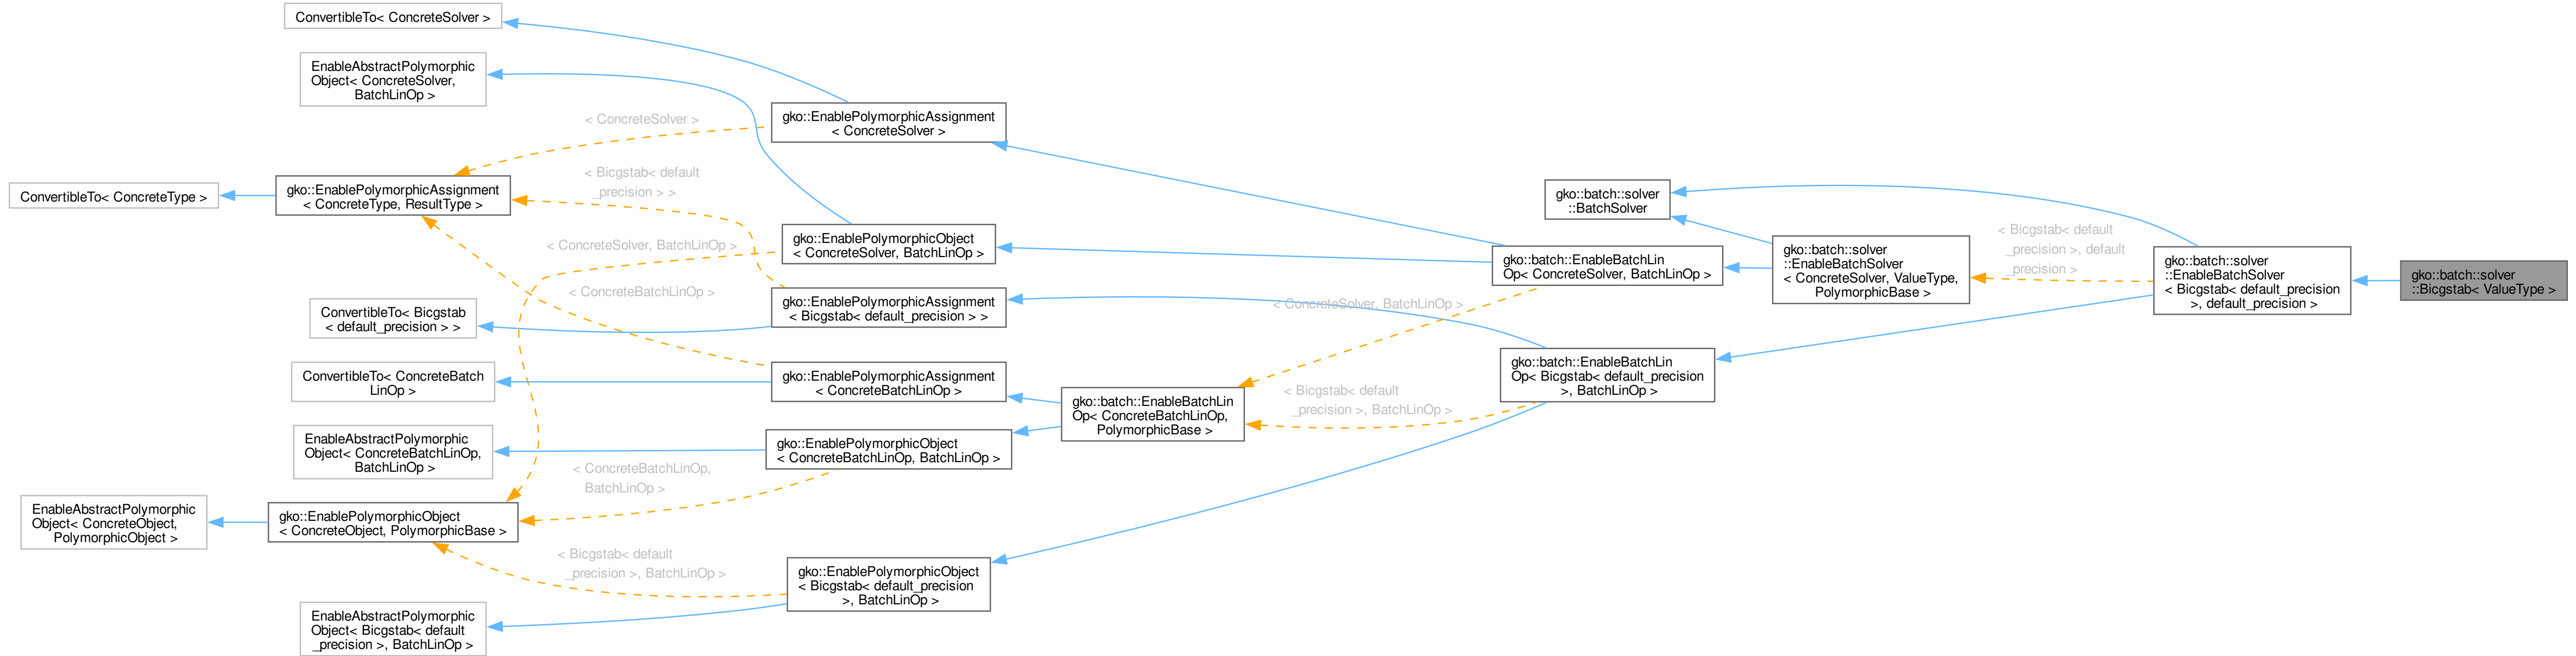 ConvertibleTo< ConcreteSolver >
EnableAbstractPolymorphic
Object< ConcreteSolver,
BatchLinOp >
ConvertibleTo< ConcreteType >
gko::EnablePolymorphicAssignment
< ConcreteType, ResultType >
ConvertibleTo< Bicgstab
< default_precision > >
ConvertibleTo< ConcreteBatch
LinOp >
EnableAbstractPolymorphic
Object< ConcreteBatchLinOp,
BatchLinOp >
EnableAbstractPolymorphic
Object< ConcreteObject,
PolymorphicObject >
gko::EnablePolymorphicObject
< ConcreteObject, PolymorphicBase >
EnableAbstractPolymorphic
Object< Bicgstab< default
_precision >, BatchLinOp >
< ConcreteSolver >
< Bicgstab< default
_precision > >
< ConcreteSolver, BatchLinOp >
< ConcreteBatchLinOp >
< ConcreteBatchLinOp,
BatchLinOp >
< Bicgstab< default
_precision >, BatchLinOp >
gko::EnablePolymorphicAssignment
< ConcreteSolver >
gko::EnablePolymorphicObject
< ConcreteSolver, BatchLinOp >
gko::EnablePolymorphicAssignment
< Bicgstab< default_precision > >
gko::EnablePolymorphicAssignment
< ConcreteBatchLinOp >
gko::EnablePolymorphicObject
< ConcreteBatchLinOp, BatchLinOp >
gko::EnablePolymorphicObject
< Bicgstab< default_precision
>, BatchLinOp >
gko::batch::EnableBatchLin
Op< ConcreteBatchLinOp,
PolymorphicBase >
< ConcreteSolver, BatchLinOp >
< Bicgstab< default
_precision >, BatchLinOp >
gko::batch::solver
::BatchSolver
gko::batch::EnableBatchLin
Op< ConcreteSolver, BatchLinOp >
gko::batch::EnableBatchLin
Op< Bicgstab< default_precision
>, BatchLinOp >
gko::batch::solver
::EnableBatchSolver
< ConcreteSolver, ValueType,
PolymorphicBase >
< Bicgstab< default
_precision >, default
_precision >
gko::batch::solver
::EnableBatchSolver
< Bicgstab< default_precision
>, default_precision >
gko::batch::solver
::Bicgstab< ValueType >